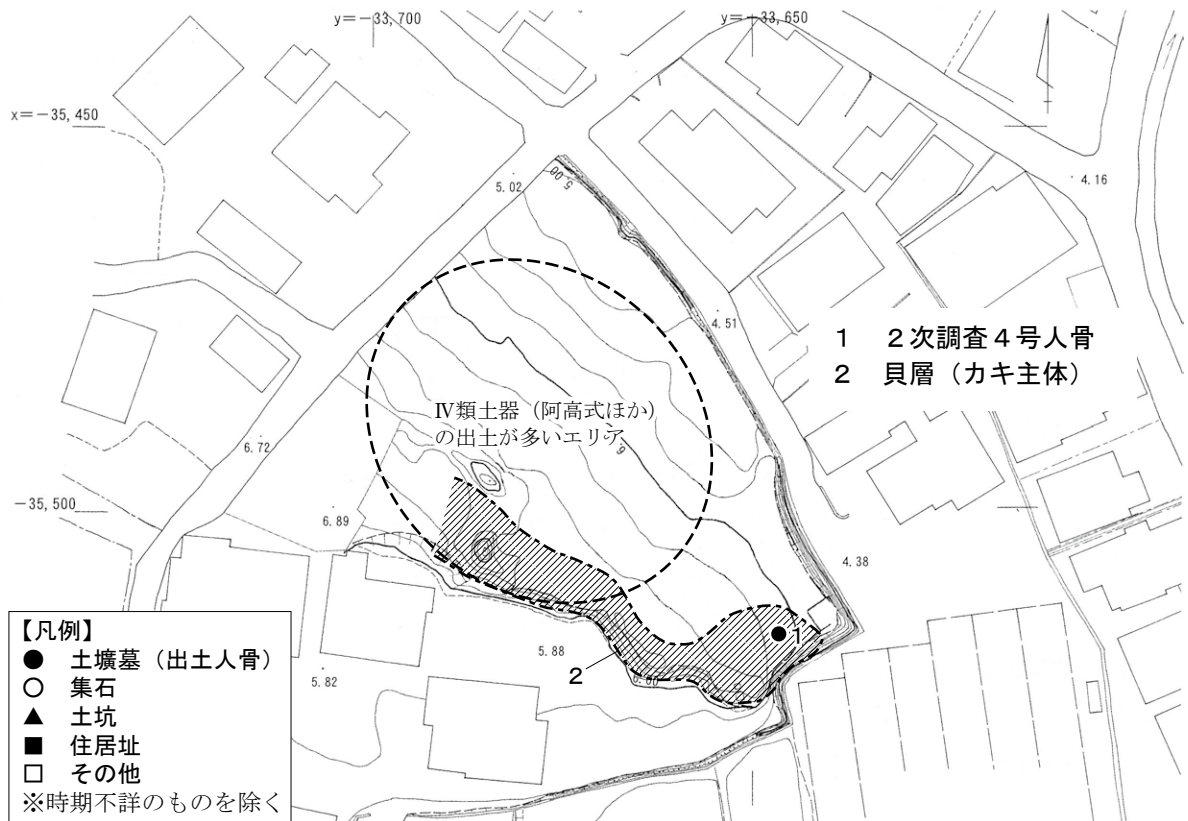 y=−33,700
y=−33,650
x=−35,450
4.16
5.02
5.00
4.51
1 2次調査4号人骨
2 貝層（カキ主体）
Ⅳ類土器（阿高式ほか）
の出土が多いエリア
6
6.72
−35,500
6.89
4.38
1
5.88
2
6.00
5.82
【凡例】
● 土壙墓（出土人骨）
○ 集石
▲ 土坑
■ 住居址
□ その他
※時期不詳のものを除く